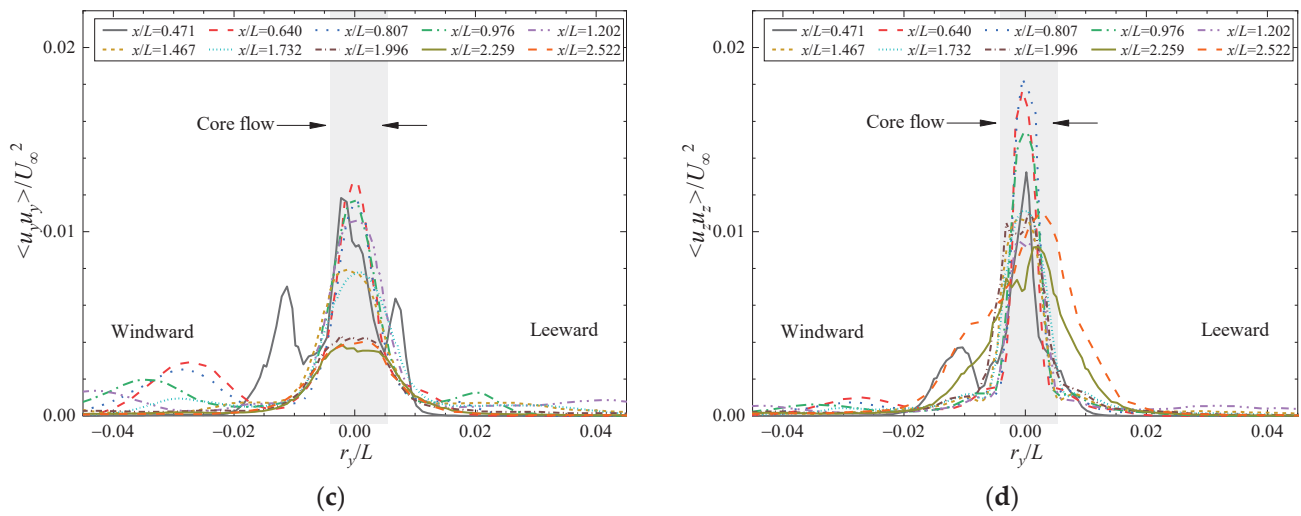 x/L=0.471 x/L=0.640 x/L=0.807 x/L=0.976 x/L=1.202
x/L=1.467 x/L=1.732 x/L=1.996 x/L=2.259 x/L=2.522
Core flow
Windward
Leeward
0.02
0.01
0.00
<u_y u_y>/U_∞^2
−0.04 −0.02 0.00 0.02 0.04
r_y/L
(c)
x/L=0.471 x/L=0.640 x/L=0.807 x/L=0.976 x/L=1.202
x/L=1.467 x/L=1.732 x/L=1.996 x/L=2.259 x/L=2.522
Core flow
Windward
Leeward
0.02
0.01
0.00
<u_z u_z>/U_∞^2
−0.04 −0.02 0.00 0.02 0.04
r_y/L
(d)